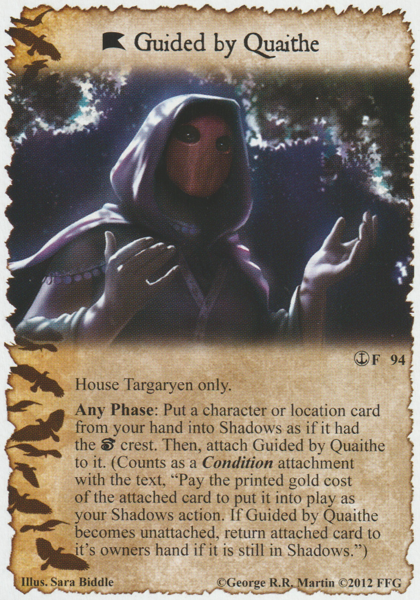 Guided by Quaithe
F 94
House Targaryen only.
Any Phase: Put a character or location card
from your hand into Shadows as if it had
the crest. Then, attach Guided by Quaithe
to it. (Counts as a Condition attachment
with the text, “Pay the printed gold cost
of the attached card to put it into play as
your Shadows action. If Guided by Quaithe
becomes unattached, return attached card to
it’s owners hand if it is still in Shadows.”)
Illus. Sara Biddle ©George R.R. Martin ©2012 FFG